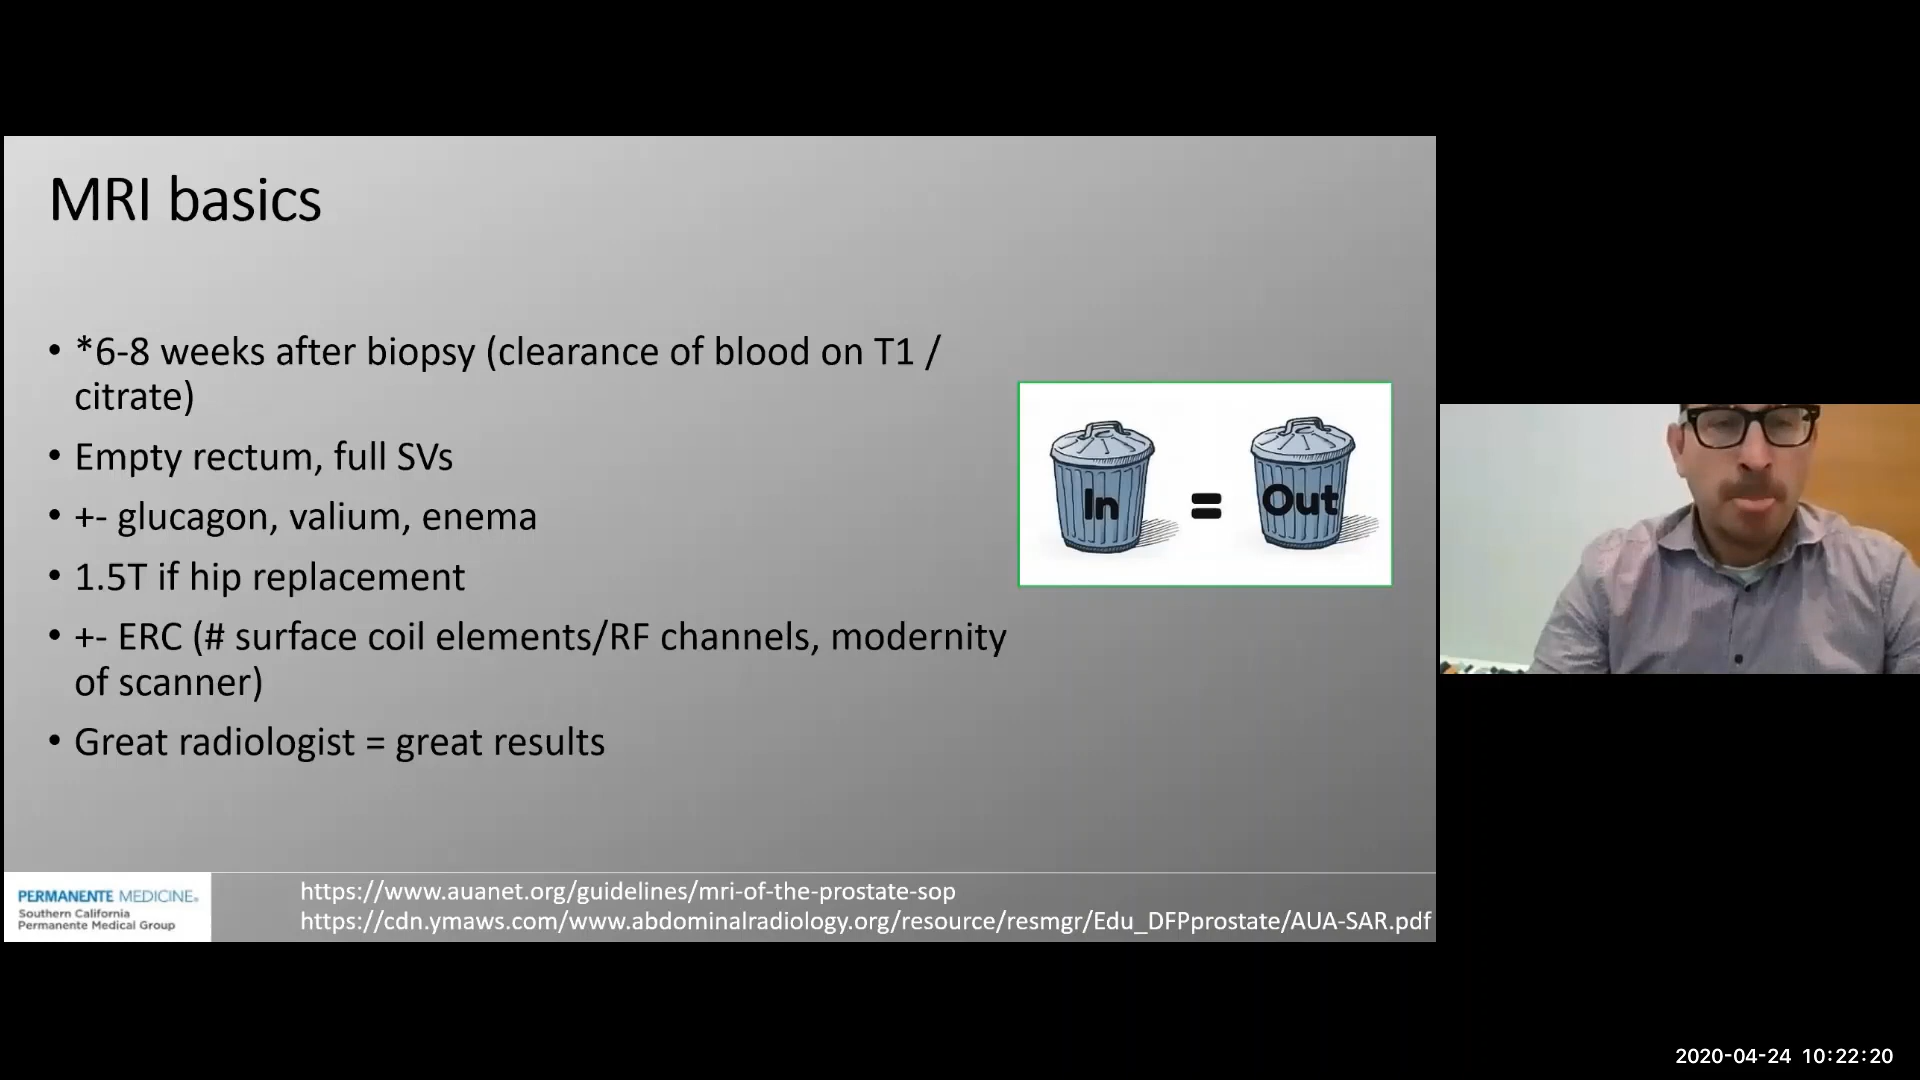 MRI basics
• *6-8 weeks after biopsy (clearance of blood on T1 /
citrate)
• Empty rectum, full SVs
• +- glucagon, valium, enema
• 1.5T if hip replacement
• +- ERC (# surface coil elements/RF channels, modernity
of scanner)
• Great radiologist = great results
In = Out
PERMANENTE MEDICINE®
Southern California
Permanente Medical Group
https://www.auanet.org/guidelines/mri-of-the-prostate-sop
https://cdn.ymaws.com/www.abdominalradiology.org/resource/resmgr/Edu_DFPprostate/AUA-SAR.pdf
2020-04-24 10:22:20